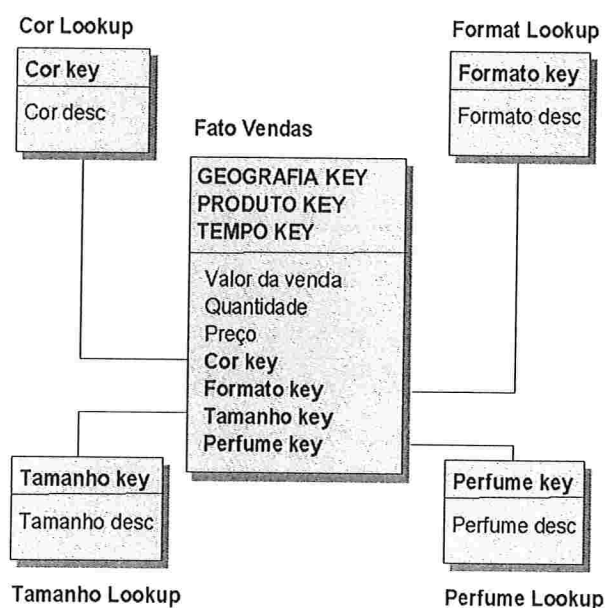 Cor Lookup
Cor key
Cor desc
Format Lookup
Formato key
Formato desc
Fato Vendas
GEOGRAFIA KEY
PRODUTO KEY
TEMPO KEY
Valor da venda
Quantidade
Preço
Cor key
Formato key
Tamanho key
Perfume key
Tamanho key
Tamanho desc
Tamanho Lookup
Perfume key
Perfume desc
Perfume Lookup